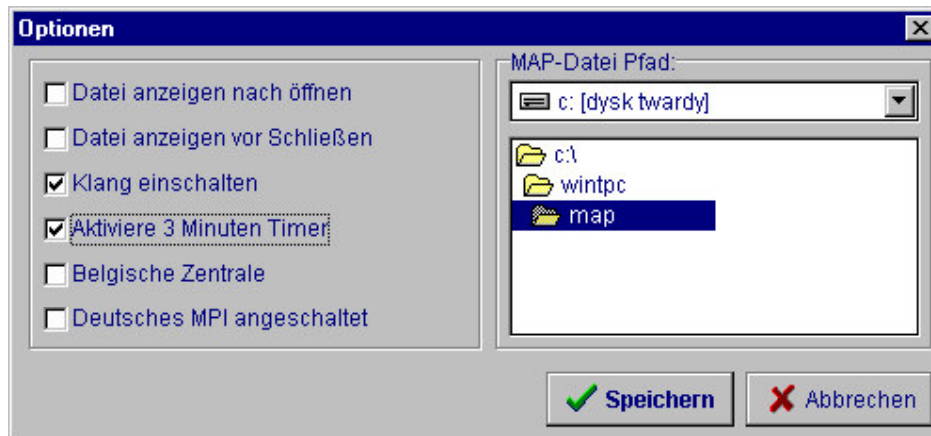 Optionen
Datei anzeigen nach öffnen
Datei anzeigen vor Schließen
Klang einschalten
Aktiviere 3 Minuten Timer
Belgische Zentrale
Deutsches MPI angeschaltet
MAP-Datei Pfad:
c: [dysk twardy]
c:\
wintpc
map
Speichern
Abbrechen